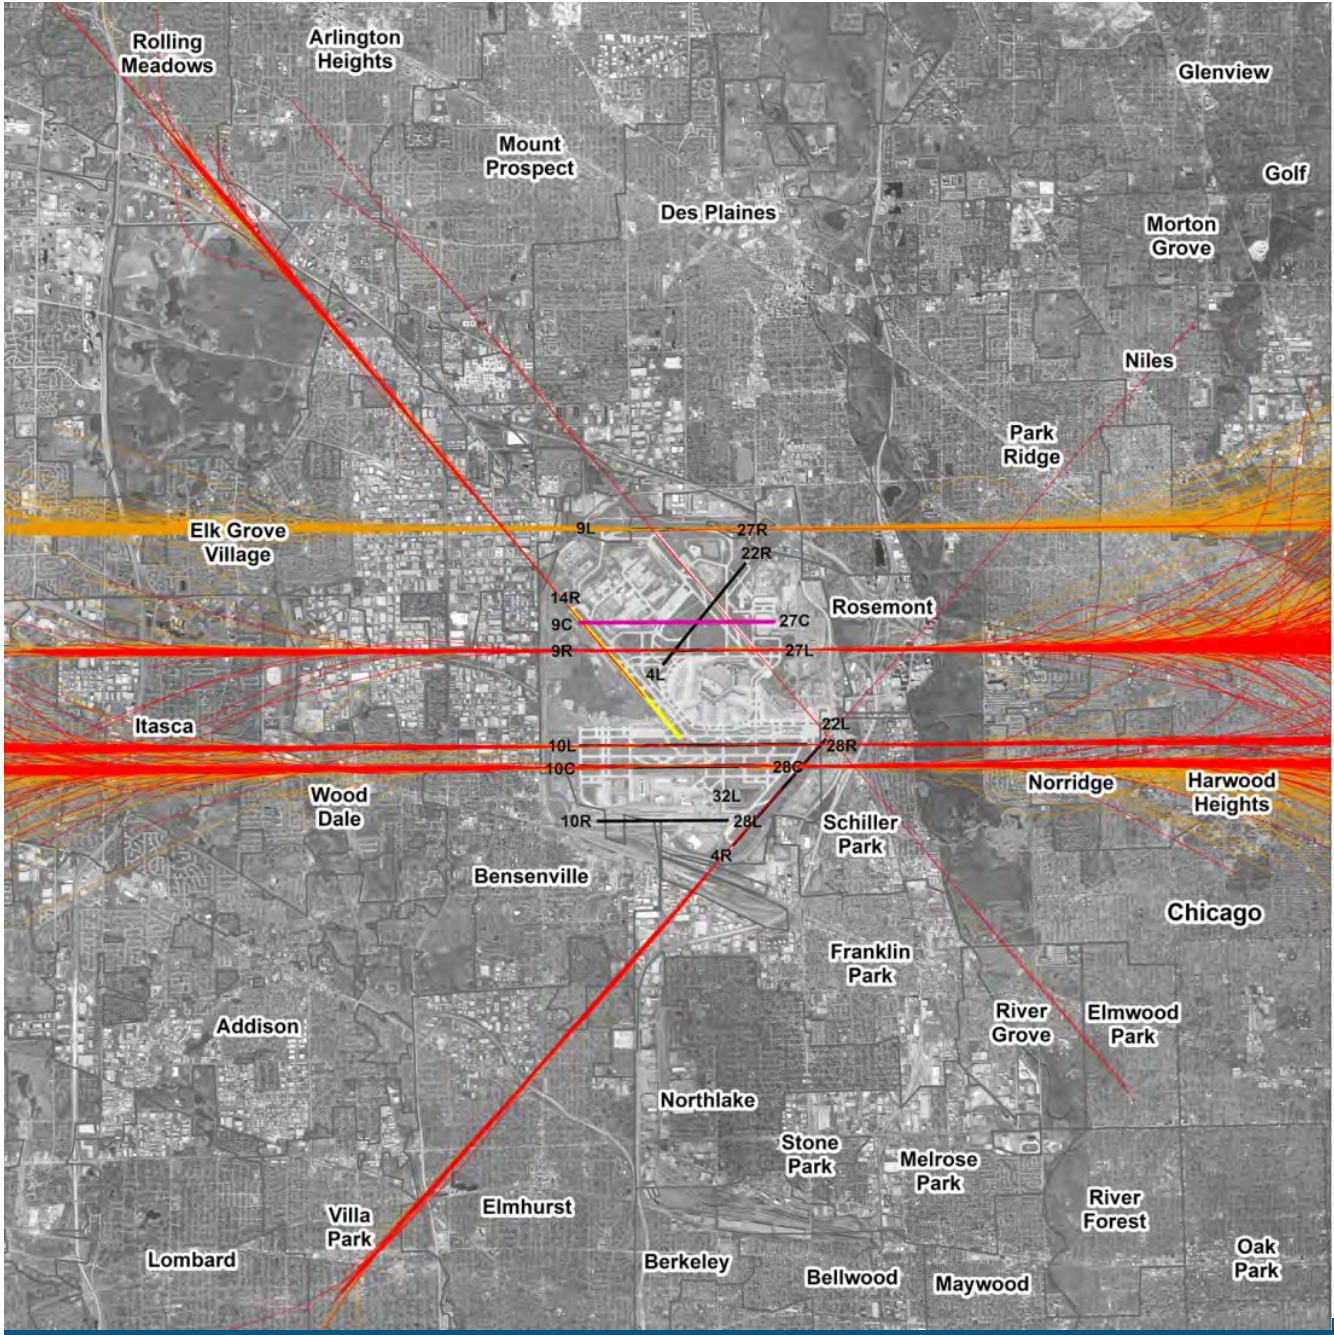 Rolling
Meadows
Arlington
Heights
Glenview
Mount
Prospect
Golf
Des Plaines
Morton
Grove
Niles
Park
Ridge
Elk Grove
Village
9L
27R
22R
14R
9C
27C
Rosemont
9R
27L
4L
Itasca
22L
10L
28R
10C
28C
Norridge
Harwood
Heights
Wood
Dale
32L
10R
28L
Schiller
Park
4R
Bensenville
Chicago
Franklin
Park
Addison
River
Grove
Elmwood
Park
Northlake
Stone
Park
Melrose
Park
Elmhurst
River
Forest
Villa
Park
Lombard
Berkeley
Bellwood
Maywood
Oak
Park